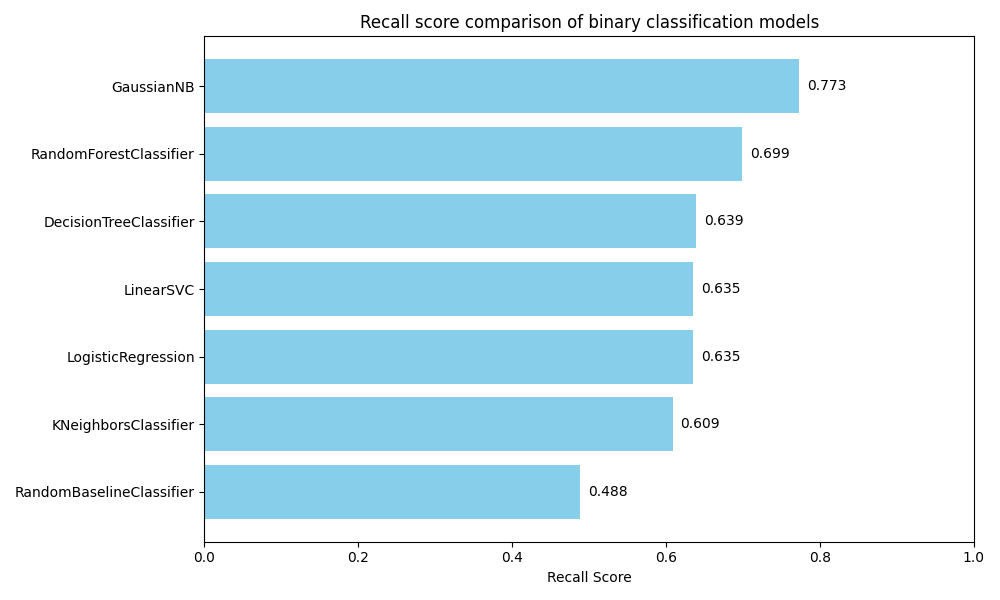 Recall score comparison of binary classification models
GaussianNB 0.773
RandomForestClassifier 0.699
DecisionTreeClassifier 0.639
LinearSVC 0.635
LogisticRegression 0.635
KNeighborsClassifier 0.609
RandomBaselineClassifier 0.488
0.0 0.2 0.4 0.6 0.8 1.0
Recall Score